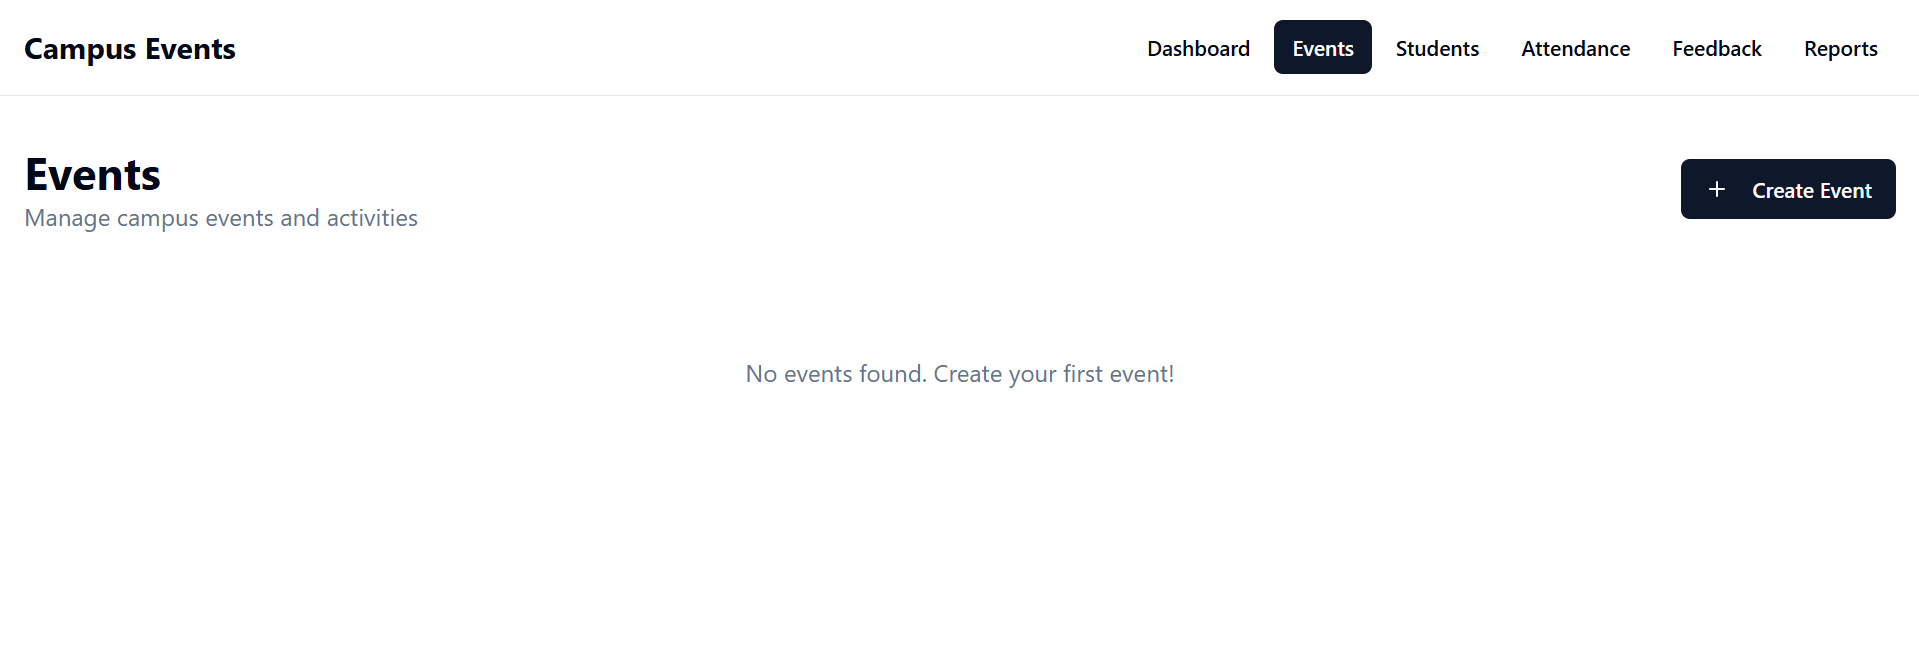 Campus Events
Dashboard Events Students Attendance Feedback Reports
Events
Manage campus events and activities
+ Create Event
No events found. Create your first event!